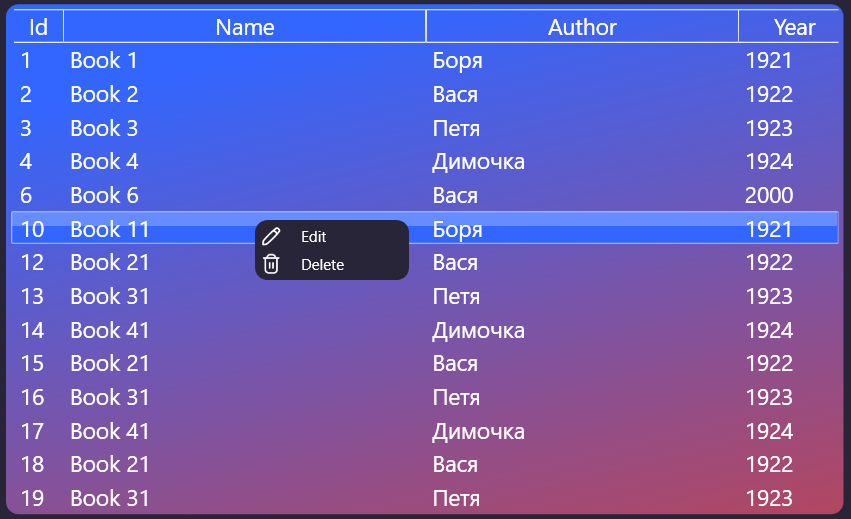 Id Name Author Year
1 Book 1 Боря 1921
2 Book 2 Вася 1922
3 Book 3 Петя 1923
4 Book 4 Димочка 1924
6 Book 6 Вася 2000
10 Book 11 Боря 1921
Edit
Delete
12 Book 21 Вася 1922
13 Book 31 Петя 1923
14 Book 41 Димочка 1924
15 Book 21 Вася 1922
16 Book 31 Петя 1923
17 Book 41 Димочка 1924
18 Book 21 Вася 1922
19 Book 31 Петя 1923